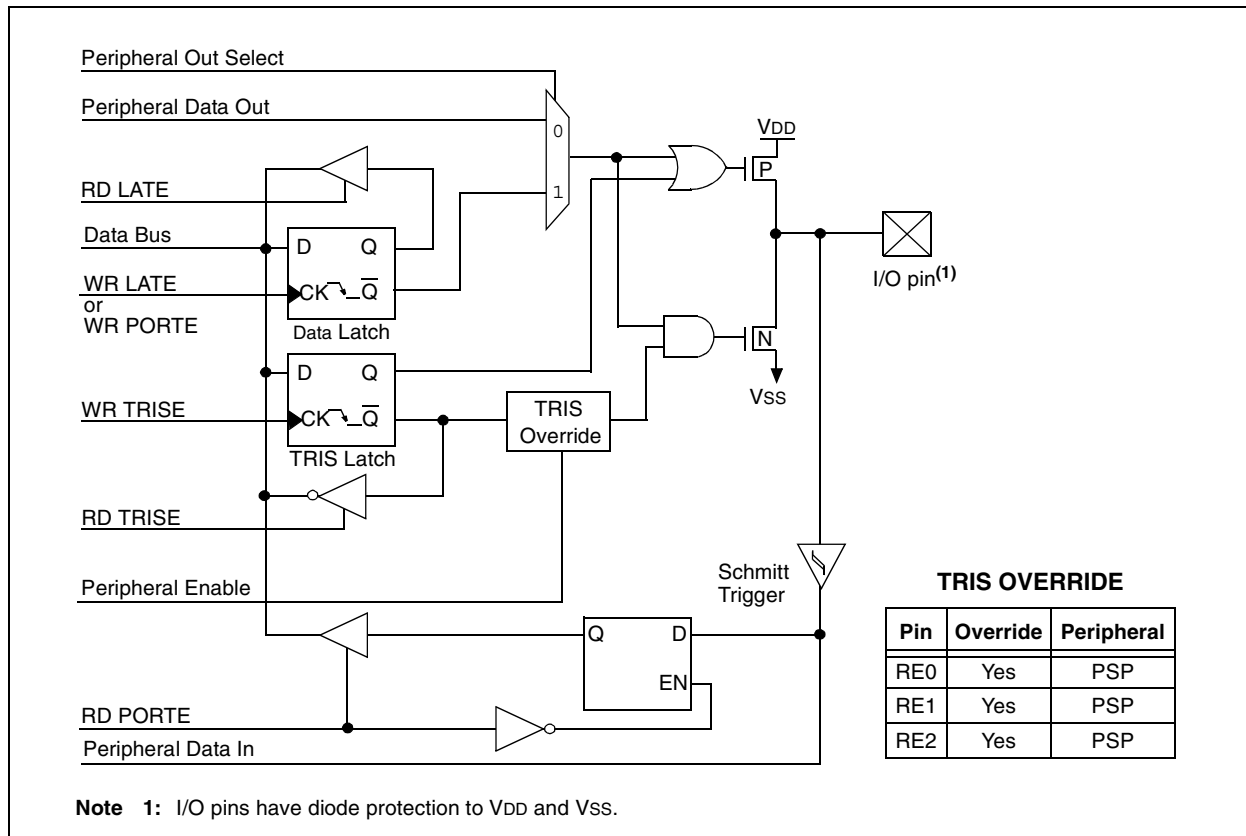 Peripheral Out Select
Peripheral Data Out
0
1
VDD
P
RD LATE
Data Bus
D Q
WR LATE
or
WR PORTE
CK Q
Data Latch
I/O pin(1)
N
VSS
D Q
WR TRISE
CK Q
TRIS Latch
TRIS
Override
RD TRISE
Peripheral Enable
Schmitt
Trigger
Q D
EN
RD PORTE
Peripheral Data In
TRIS OVERRIDE
Pin Override Peripheral
RE0 Yes PSP
RE1 Yes PSP
RE2 Yes PSP
Note 1: I/O pins have diode protection to VDD and VSS.